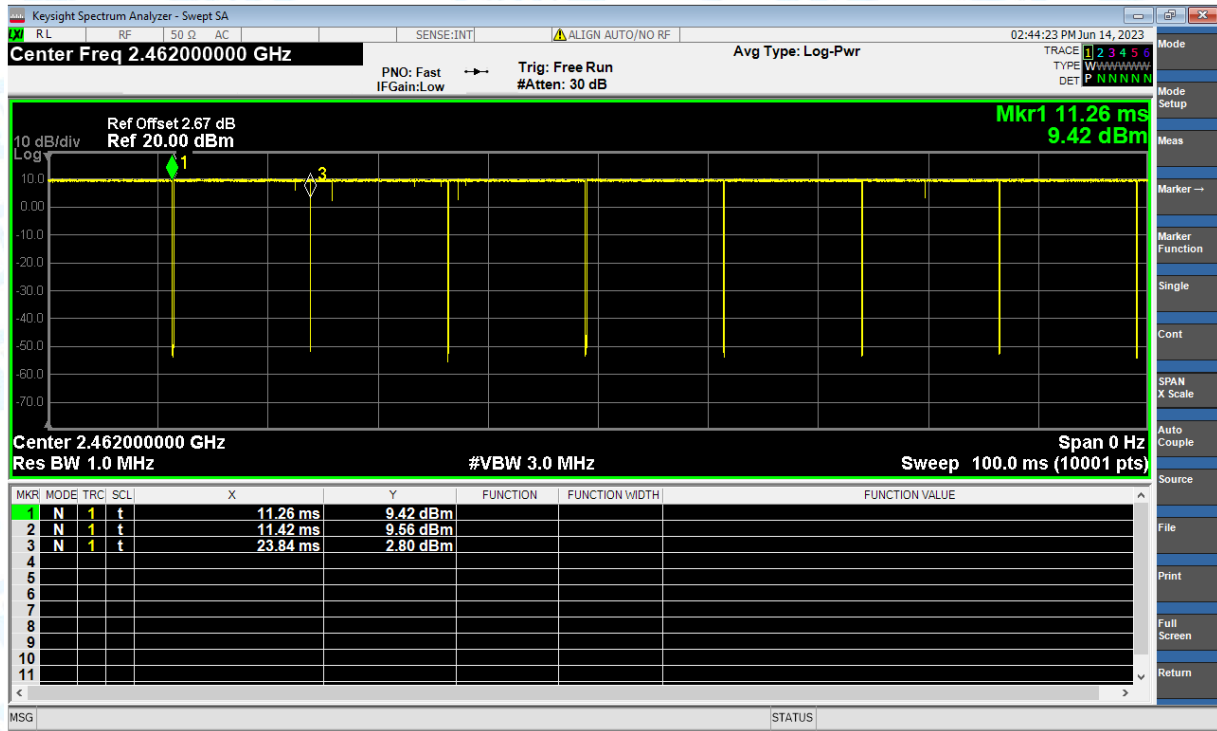 Keysight Spectrum Analyzer - Swept SA
LXI RL RF 50 Ω AC SENSE:INT ALIGN AUTO/NO RF 02:44:23 PM Jun 14, 2023
Center Freq 2.462000000 GHz Avg Type: Log-Pwr TRACE 1 2 3 4 5 6
PNO: Fast Trig: Free Run TYPE WWWWWW
IFGain:Low #Atten: 30 dB DET P N N N N N
Mkr1 11.26 ms
9.42 dBm
Ref Offset 2.67 dB
10 dB/div Ref 20.00 dBm
Log
1
3
10.0
0.00
-10.0
-20.0
-30.0
-40.0
-50.0
-60.0
-70.0
Center 2.462000000 GHz Span 0 Hz
Res BW 1.0 MHz #VBW 3.0 MHz Sweep 100.0 ms (10001 pts)
MKR MODE TRC SCL X Y FUNCTION FUNCTION WIDTH FUNCTION VALUE
1 N 1 t 11.26 ms 9.42 dBm
2 N 1 t 11.42 ms 9.56 dBm
3 N 1 t 23.84 ms 2.80 dBm
4
5
6
7
8
9
10
11
MSG STATUS
Mode
Mode
Setup
Meas
Marker →
Marker
Function
Single
Cont
SPAN
X Scale
Auto
Couple
Source
File
Print
Full
Screen
Return